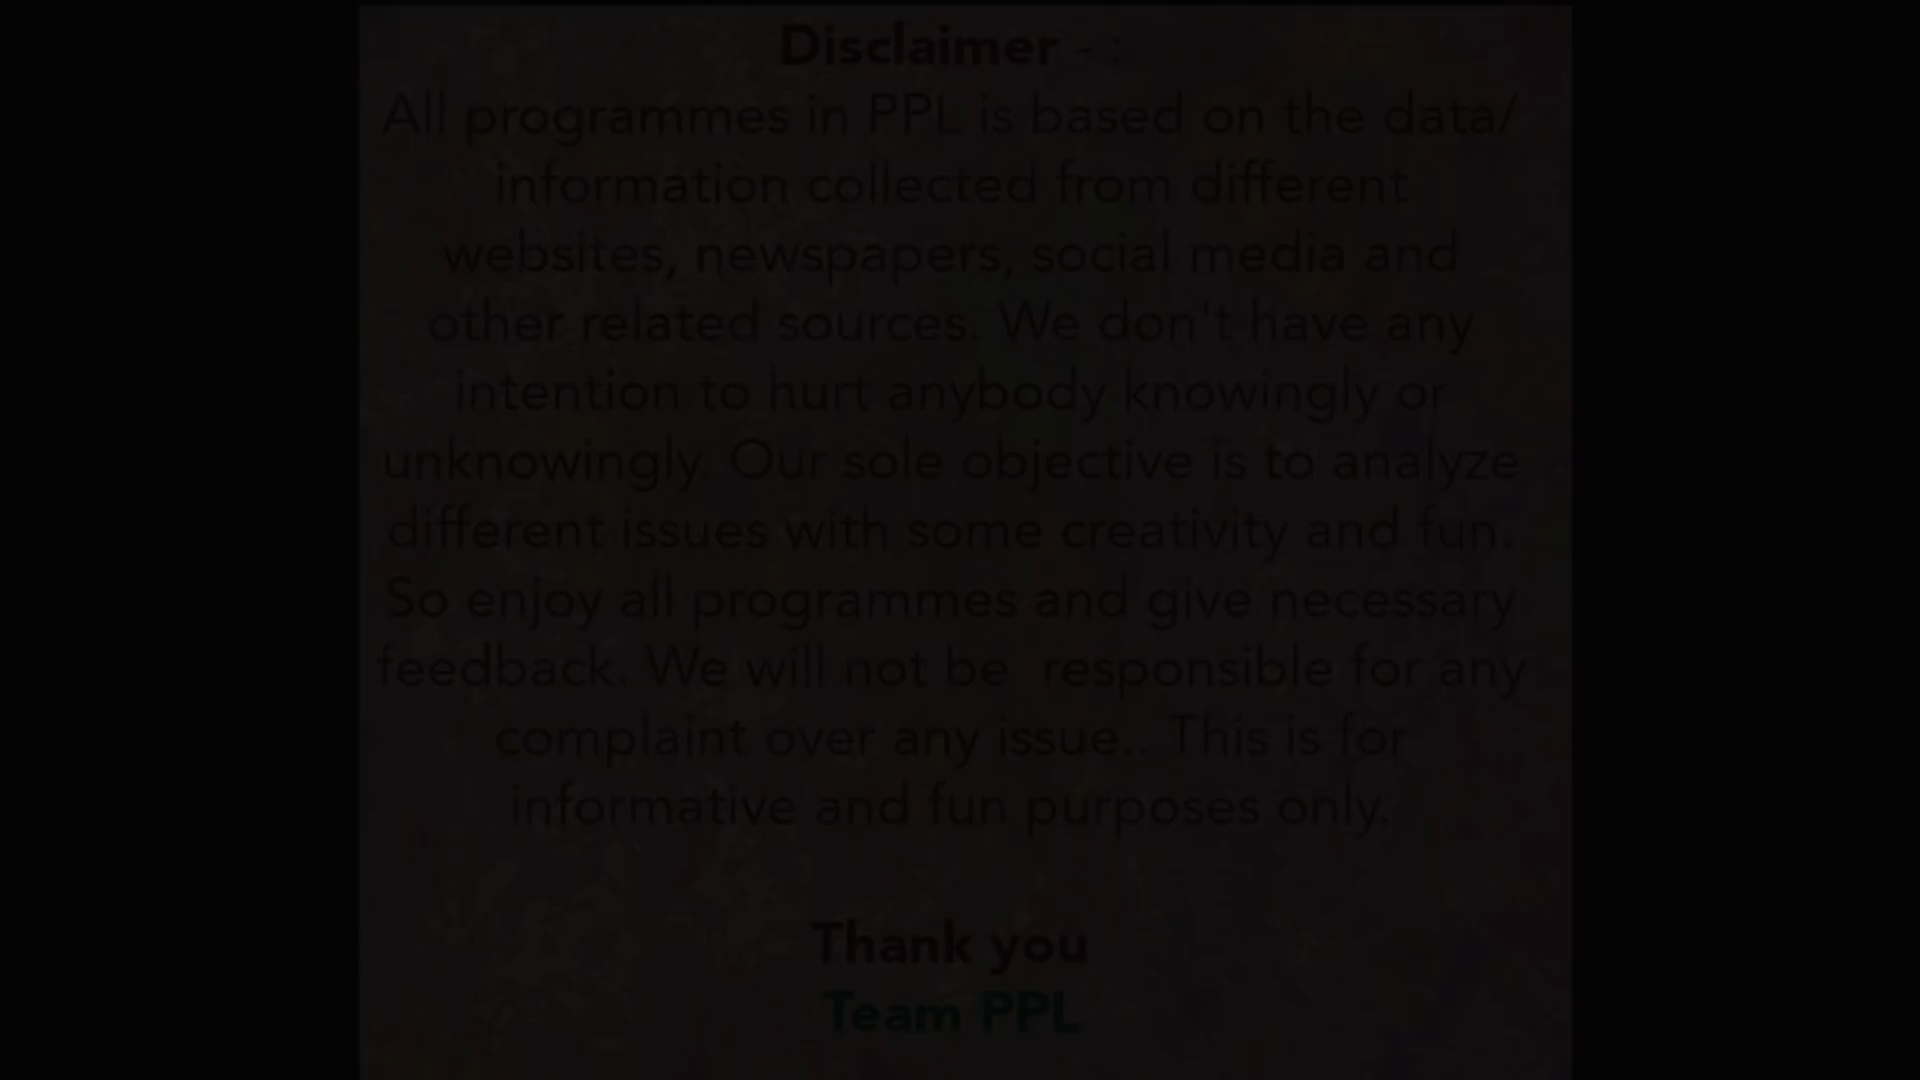 Disclaimer - :
All programmes in PPL is based on the data/
information collected from different
websites, newspapers, social media and
other related sources. We don't have any
intention to hurt anybody knowingly or
unknowingly. Our sole objective is to analyze
different issues with some creativity and fun.
So enjoy all programmes and give necessary
feedback. We will not be  responsible for any
complaint over any issue.. This is for
informative and fun purposes only.
Thank you
Team PPL